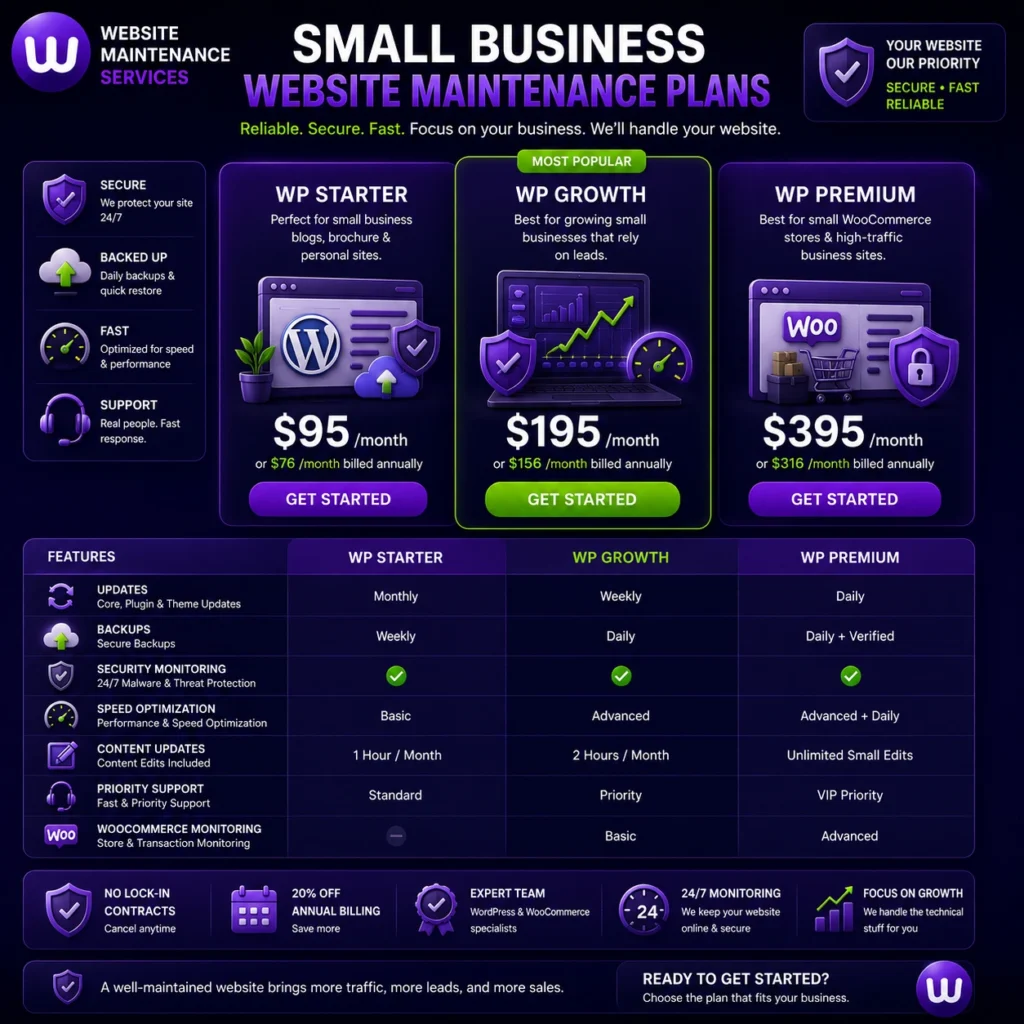 W
WEBSITE
MAINTENANCE
SERVICES
SMALL BUSINESS
WEBSITE MAINTENANCE PLANS
Reliable. Secure. Fast. Focus on your business. We'll handle your website.
YOUR WEBSITE
OUR PRIORITY
SECURE • FAST
RELIABLE
SECURE
We protect your site
24/7
BACKED UP
Daily backups &
quick restore
FAST
Optimized for speed
& performance
SUPPORT
Real people. Fast
response.
WP STARTER
Perfect for small business
blogs, brochure &
personal sites.
W
$95 /month
or $76 /month billed annually
GET STARTED
MOST POPULAR
WP GROWTH
Best for growing small
businesses that rely
on leads.
$195 /month
or $156 /month billed annually
GET STARTED
WP PREMIUM
Best for small WooCommerce
stores & high-traffic
business sites.
Woo
$395 /month
or $316 /month billed annually
GET STARTED
FEATURES WP STARTER WP GROWTH WP PREMIUM
UPDATES
Core, Plugin & Theme Updates
Monthly Weekly Daily
BACKUPS
Secure Backups
Weekly Daily Daily + Verified
SECURITY MONITORING
24/7 Malware & Threat Protection
SPEED OPTIMIZATION
Performance & Speed Optimization
Basic Advanced Advanced + Daily
CONTENT UPDATES
Content Edits Included
1 Hour / Month 2 Hours / Month Unlimited Small Edits
PRIORITY SUPPORT
Fast & Priority Support
Standard Priority VIP Priority
Woo
WOOCOMMERCE MONITORING
Store & Transaction Monitoring
– Basic Advanced
NO LOCK-IN
CONTRACTS
Cancel anytime
20% OFF
ANNUAL BILLING
Save more
EXPERT TEAM
WordPress & WooCommerce
specialists
24
24/7 MONITORING
We keep your website
online & secure
FOCUS ON GROWTH
We handle the technical
stuff for you
A well-maintained website brings more traffic, more leads, and more sales.
READY TO GET STARTED?
Choose the plan that fits your business.
W